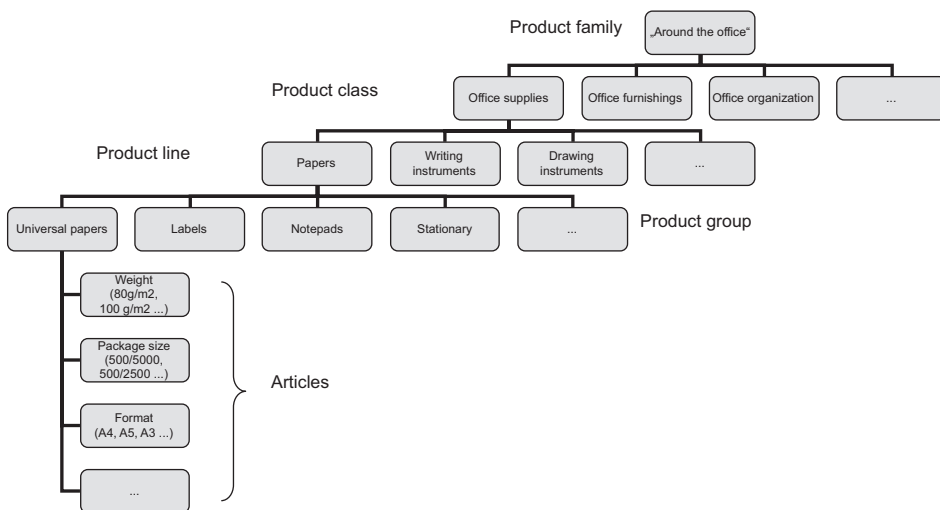 Product family
„Around the office“
Product class
Office supplies
Office furnishings
Office organization
...
Product line
Papers
Writing
instruments
Drawing
instruments
...
Universal papers
Labels
Notepads
Stationary
...
Product group
Weight
(80g/m2,
100 g/m2 ...)
Package size
(500/5000,
500/2500 ...)
Articles
Format
(A4, A5, A3 ...)
...